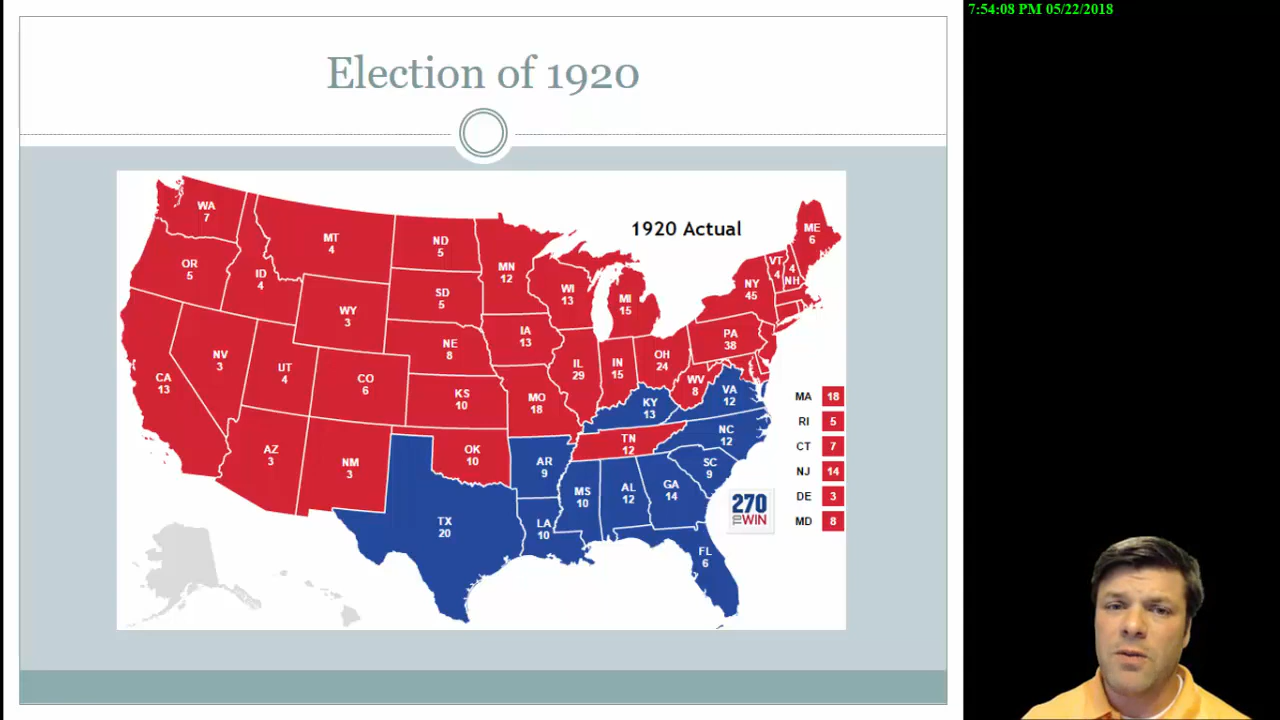 7:54:08 PM 05/22/2018
Election of 1920
1920 Actual
WA
7
OR
5
CA
13
NV
3
ID
4
MT
4
WY
3
UT
4
CO
6
AZ
3
NM
3
ND
5
SD
5
NE
8
KS
10
OK
10
TX
20
MN
12
IA
13
MO
18
AR
9
LA
10
WI
13
IL
29
MI
15
IN
15
OH
24
KY
13
TN
12
MS
10
AL
12
GA
14
FL
6
SC
9
NC
12
VA
12
WV
8
PA
38
NY
45
VT
4
4
NH
ME
6
MA 18
RI 5
CT 7
NJ 14
DE 3
MD 8
270
TO WIN